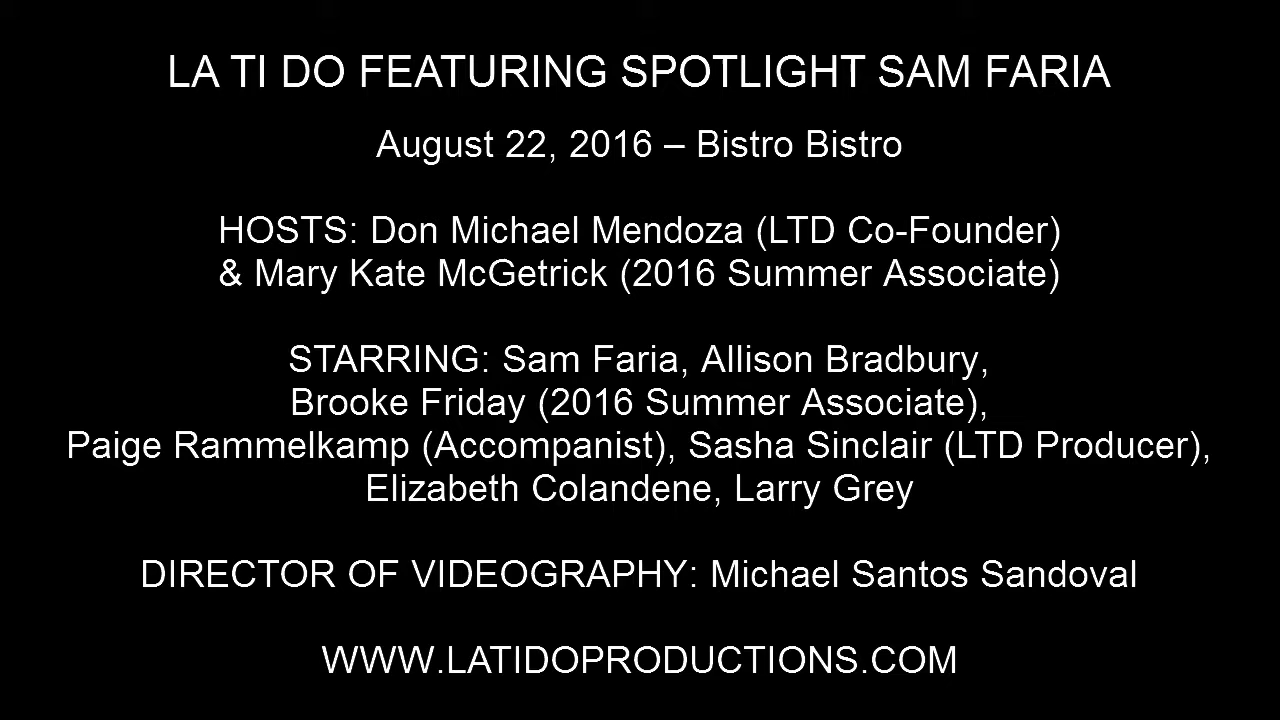 LA TI DO FEATURING SPOTLIGHT SAM FARIA
August 22, 2016 – Bistro Bistro
HOSTS: Don Michael Mendoza (LTD Co-Founder)
& Mary Kate McGetrick (2016 Summer Associate)
STARRING: Sam Faria, Allison Bradbury,
Brooke Friday (2016 Summer Associate),
Paige Rammelkamp (Accompanist), Sasha Sinclair (LTD Producer),
Elizabeth Colandene, Larry Grey
DIRECTOR OF VIDEOGRAPHY: Michael Santos Sandoval
WWW.LATIDOPRODUCTIONS.COM